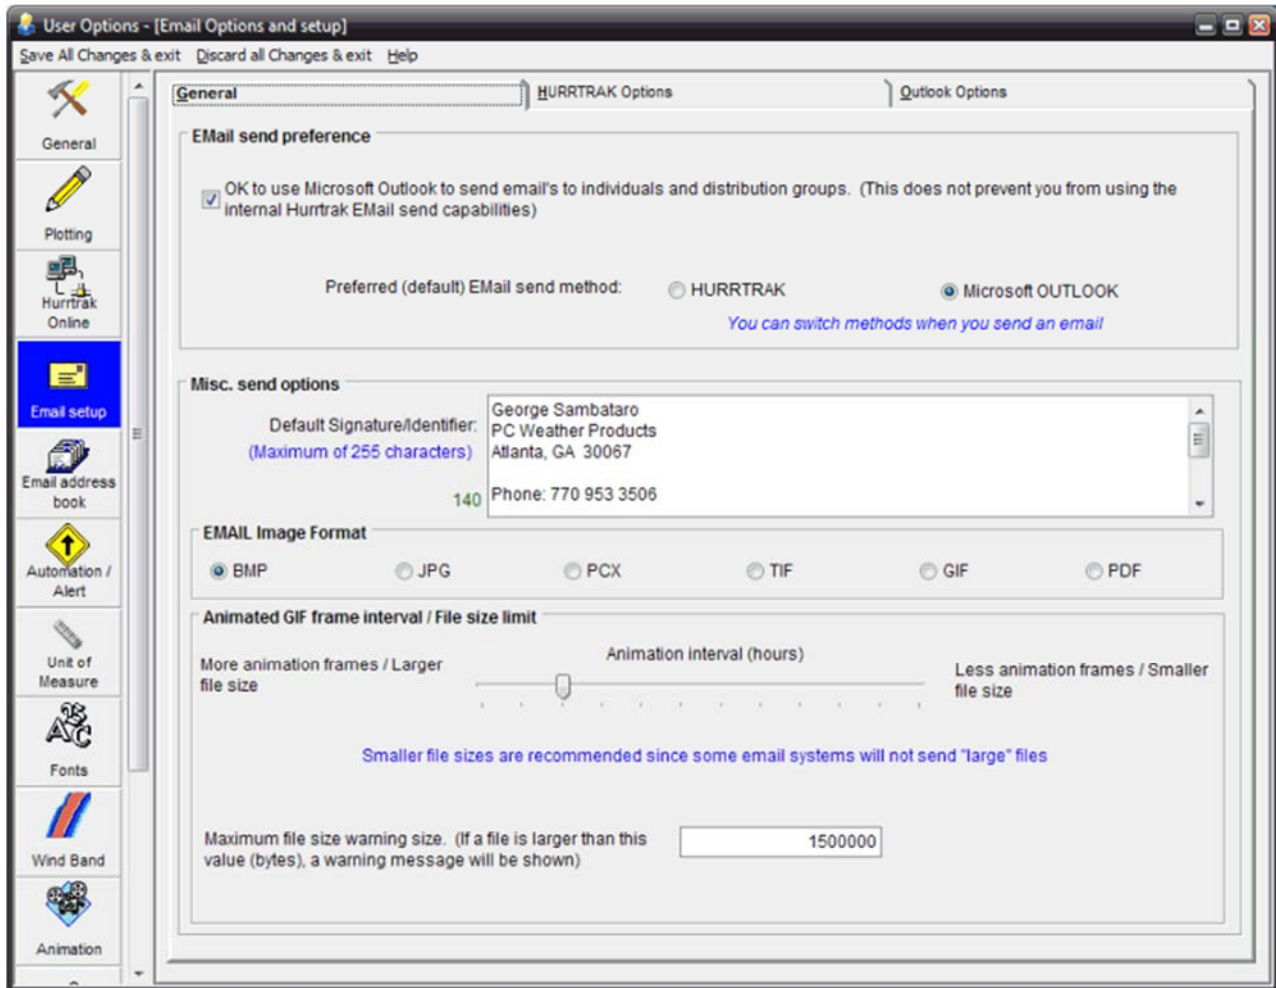 User Options - [Email Options and setup]
Save All Changes & exit Discard all Changes & exit Help
General
Plotting
Hurrtrak
Online
Email setup
Email address
book
Automation /
Alert
Unit of
Measure
Fonts
Wind Band
Animation
General
HURRTRAK Options
Outlook Options
EMail send preference
OK to use Microsoft Outlook to send email's to individuals and distribution groups. (This does not prevent you from using the
internal Hurrtrak EMail send capabilities)
Preferred (default) EMail send method:
HURRTRAK
Microsoft OUTLOOK
You can switch methods when you send an email
Misc. send options
Default Signature/Identifier:
(Maximum of 255 characters)
140
George Sambataro
PC Weather Products
Atlanta, GA 30067
Phone: 770 953 3506
EMAIL Image Format
BMP
JPG
PCX
TIF
GIF
PDF
Animated GIF frame interval / File size limit
More animation frames / Larger
file size
Animation interval (hours)
Less animation frames / Smaller
file size
Smaller file sizes are recommended since some email systems will not send "large" files
Maximum file size warning size. (If a file is larger than this
value (bytes), a warning message will be shown)
1500000